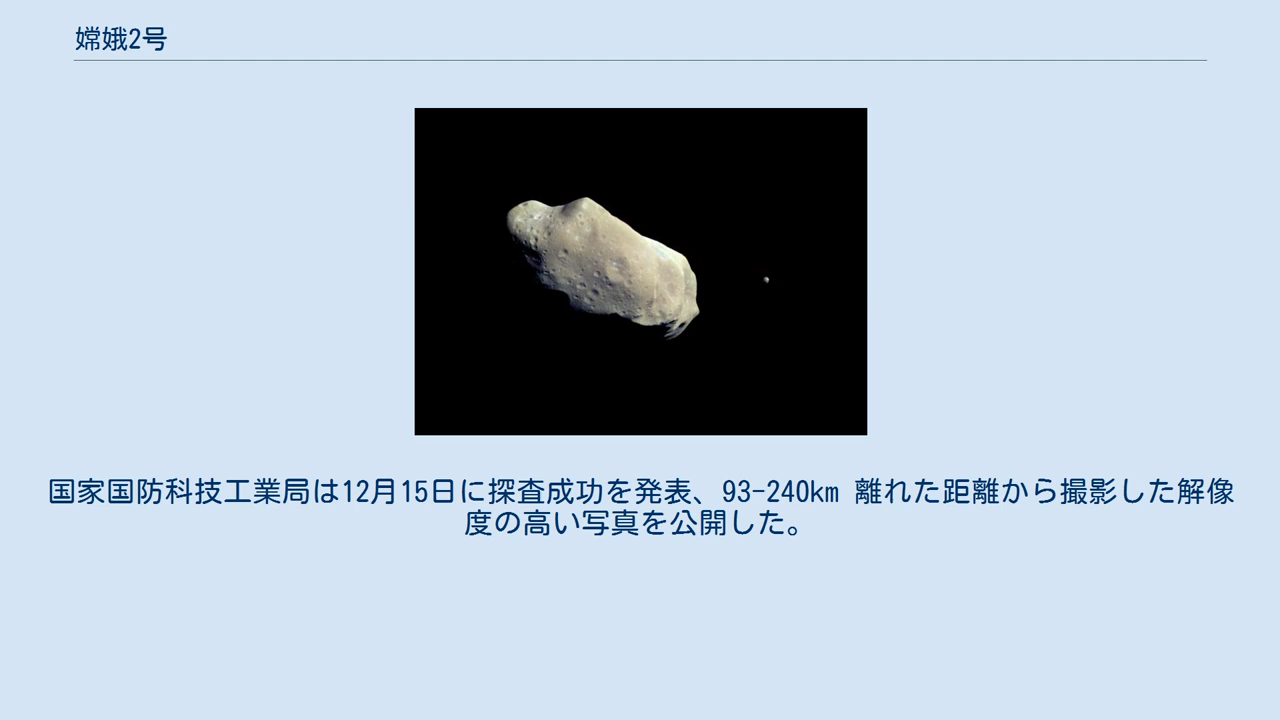 嫦娥2号
国家国防科技工業局は12月15日に探査成功を発表、93-240km 離れた距離から撮影した解像
度の高い写真を公開した。